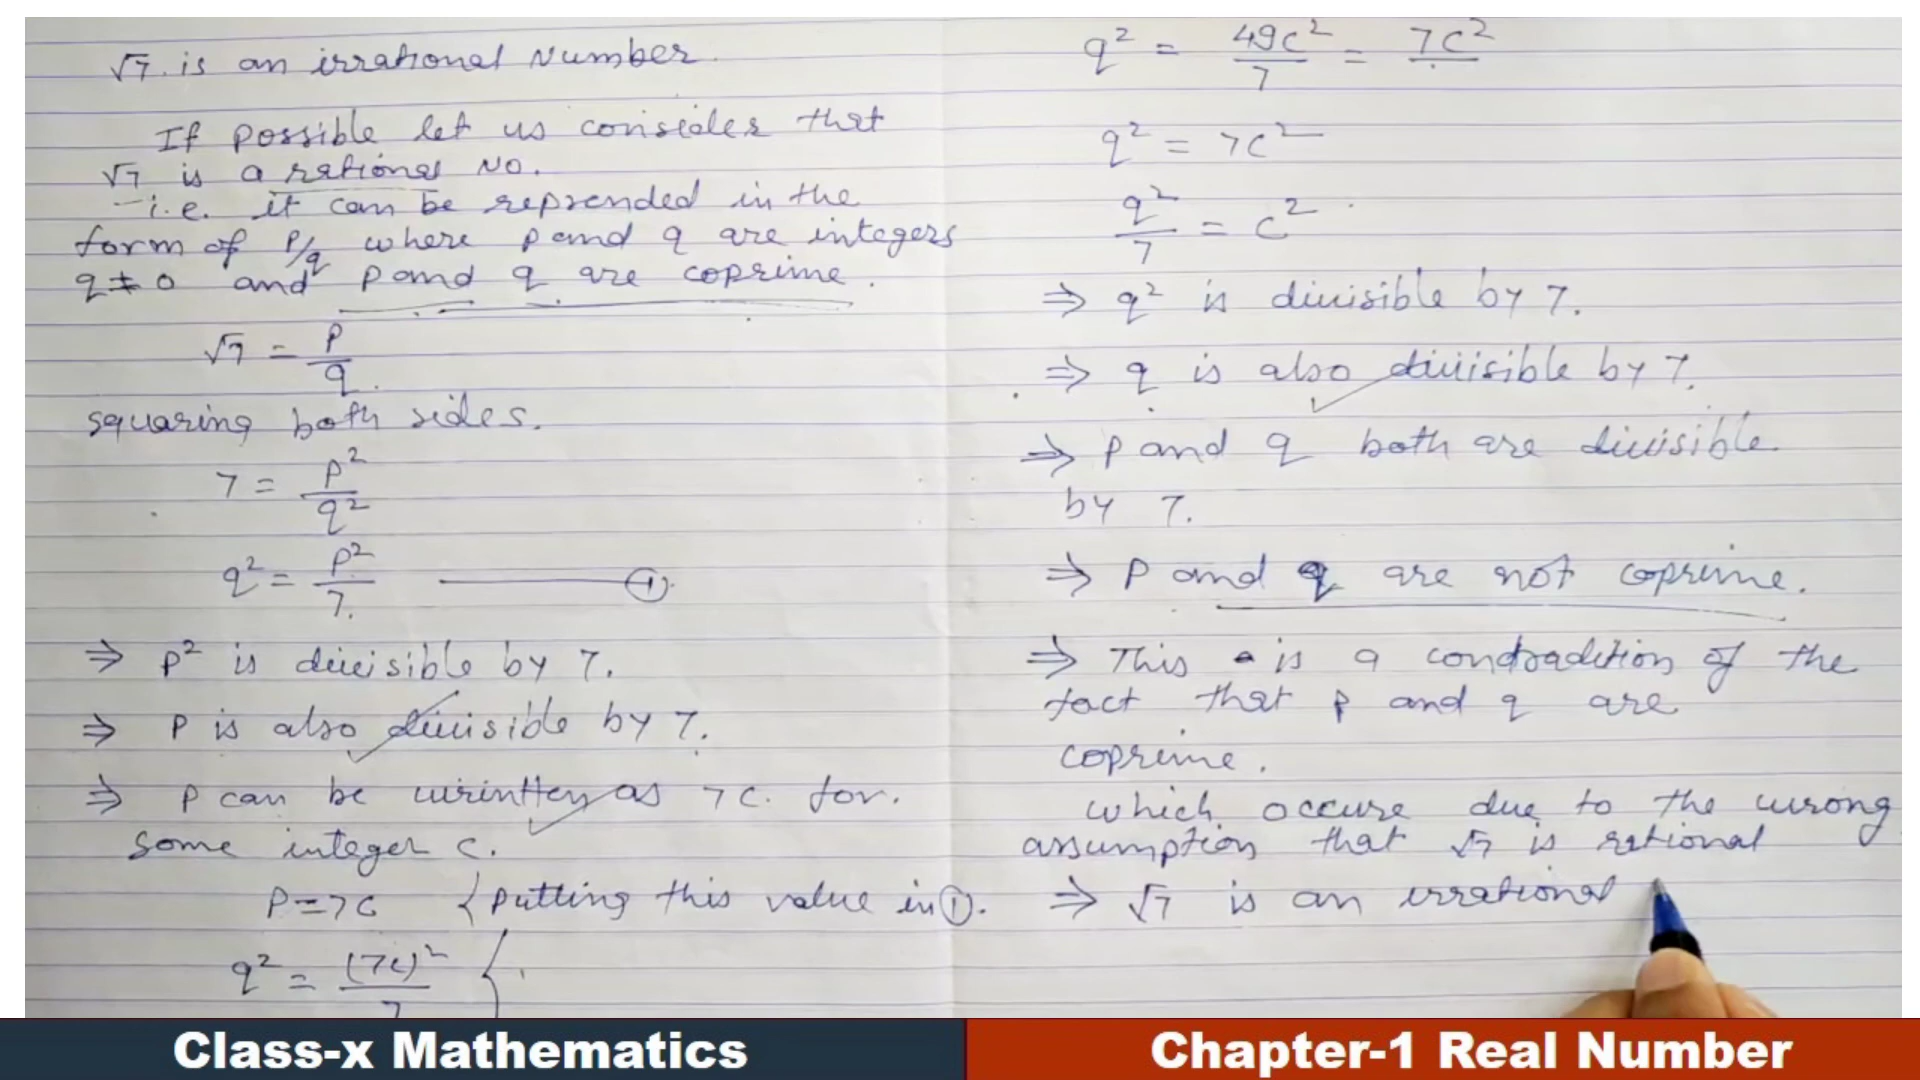 √7 is an irrational Number.
If possible let us consider that
√7 is a rational NO.
i.e. it can be reprended in the
form of P/q where p and q are integers
q ≠ 0 and p and q are coprime.
√7 = P/q
squaring both sides.
7 = P²/q²
q² = P²/7. ——— ①.
⇒ P² is divisible by 7.
⇒ P is also divisible by 7.
⇒ P can be wrintten as 7C. for.
some integer C.
P=7C { Putting this value in ①.
q² = (7C)²/7 {
q² = 49C²/7 = 7C²
q² = 7C²
q²/7 = C²
⇒ q² is divisible by 7.
⇒ q is also divisible by 7.
⇒ P and q both are divisible
by 7.
⇒ P and q are not coprime.
⇒ This is a contradition of the
fact that p and q are
coprime.
which occure due to the wrong
assumption that √7 is rational
⇒ √7 is an irrational
Class-x Mathematics
Chapter-1 Real Number